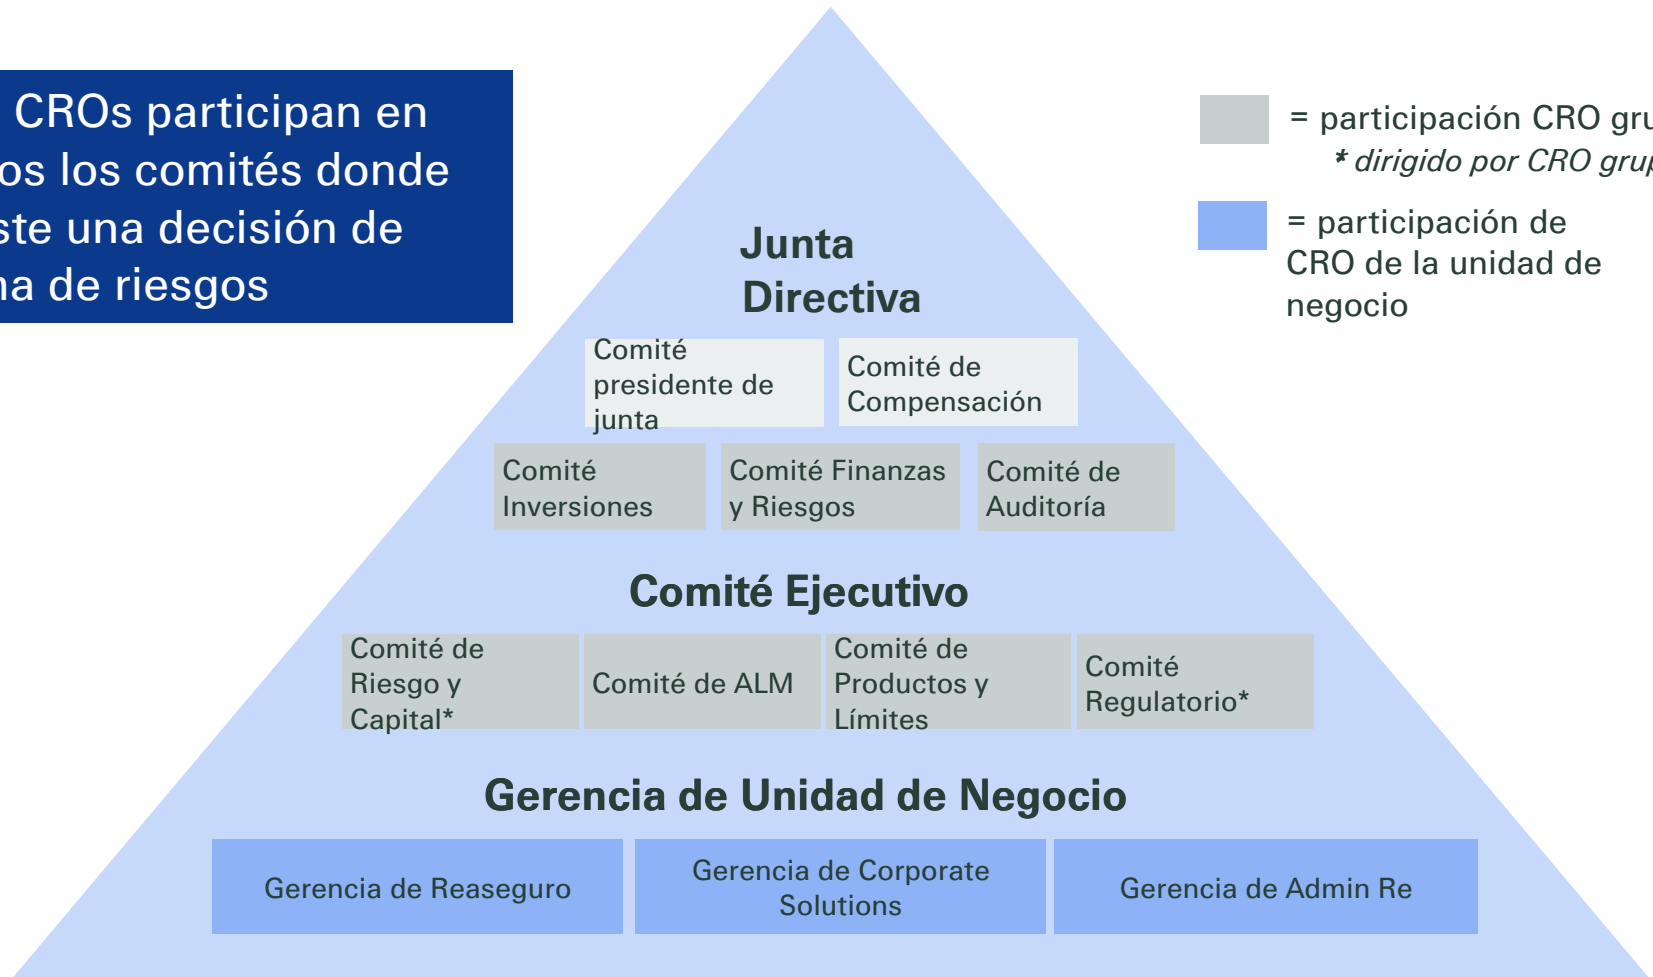 CROs participan en
os los comités donde
ste una decisión de
a de riesgos
= participación CRO gru
* dirigido por CRO grup
= participación de
CRO de la unidad de
negocio
Junta
Directiva
Comité
presidente de
junta
Comité de
Compensación
Comité
Inversiones
Comité Finanzas
y Riesgos
Comité de
Auditoría
Comité Ejecutivo
Comité de
Riesgo y
Capital*
Comité de ALM
Comité de
Productos y
Límites
Comité
Regulatorio*
Gerencia de Unidad de Negocio
Gerencia de Reaseguro
Gerencia de Corporate
Solutions
Gerencia de Admin Re